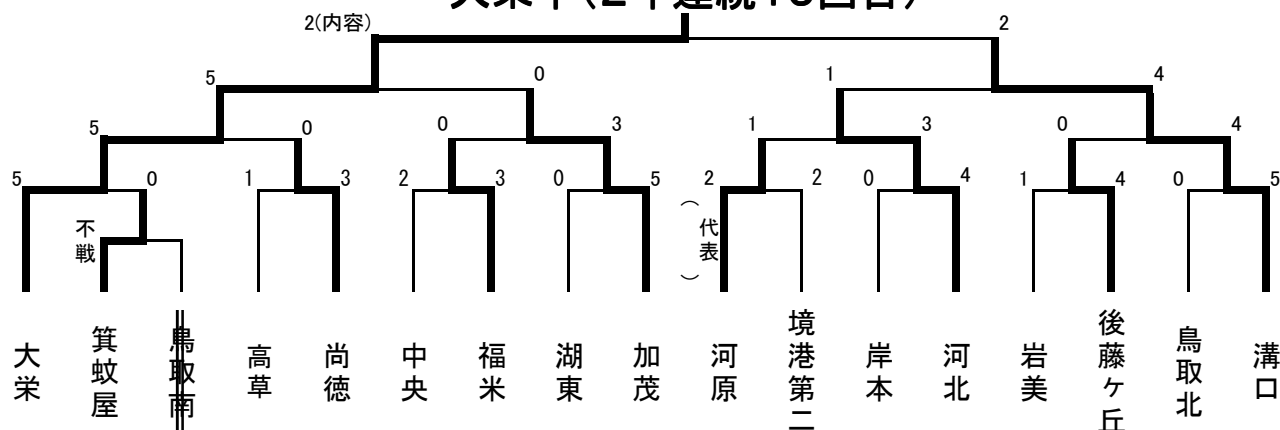 大栄中(2年連続 回目)
2(内容) 2
5 0 1 4
5 0 0 3 1 3 0 4
5 0 1 3 2 3 0 5 2 2 0 4 1 4 0 5
不戦
(代表)
大栄
箕蚊屋
鳥取南
高草
尚徳
中央
福米
湖東
加茂
河原
境港第二
岸本
河北
岩美
後藤ヶ丘
鳥取北
溝口